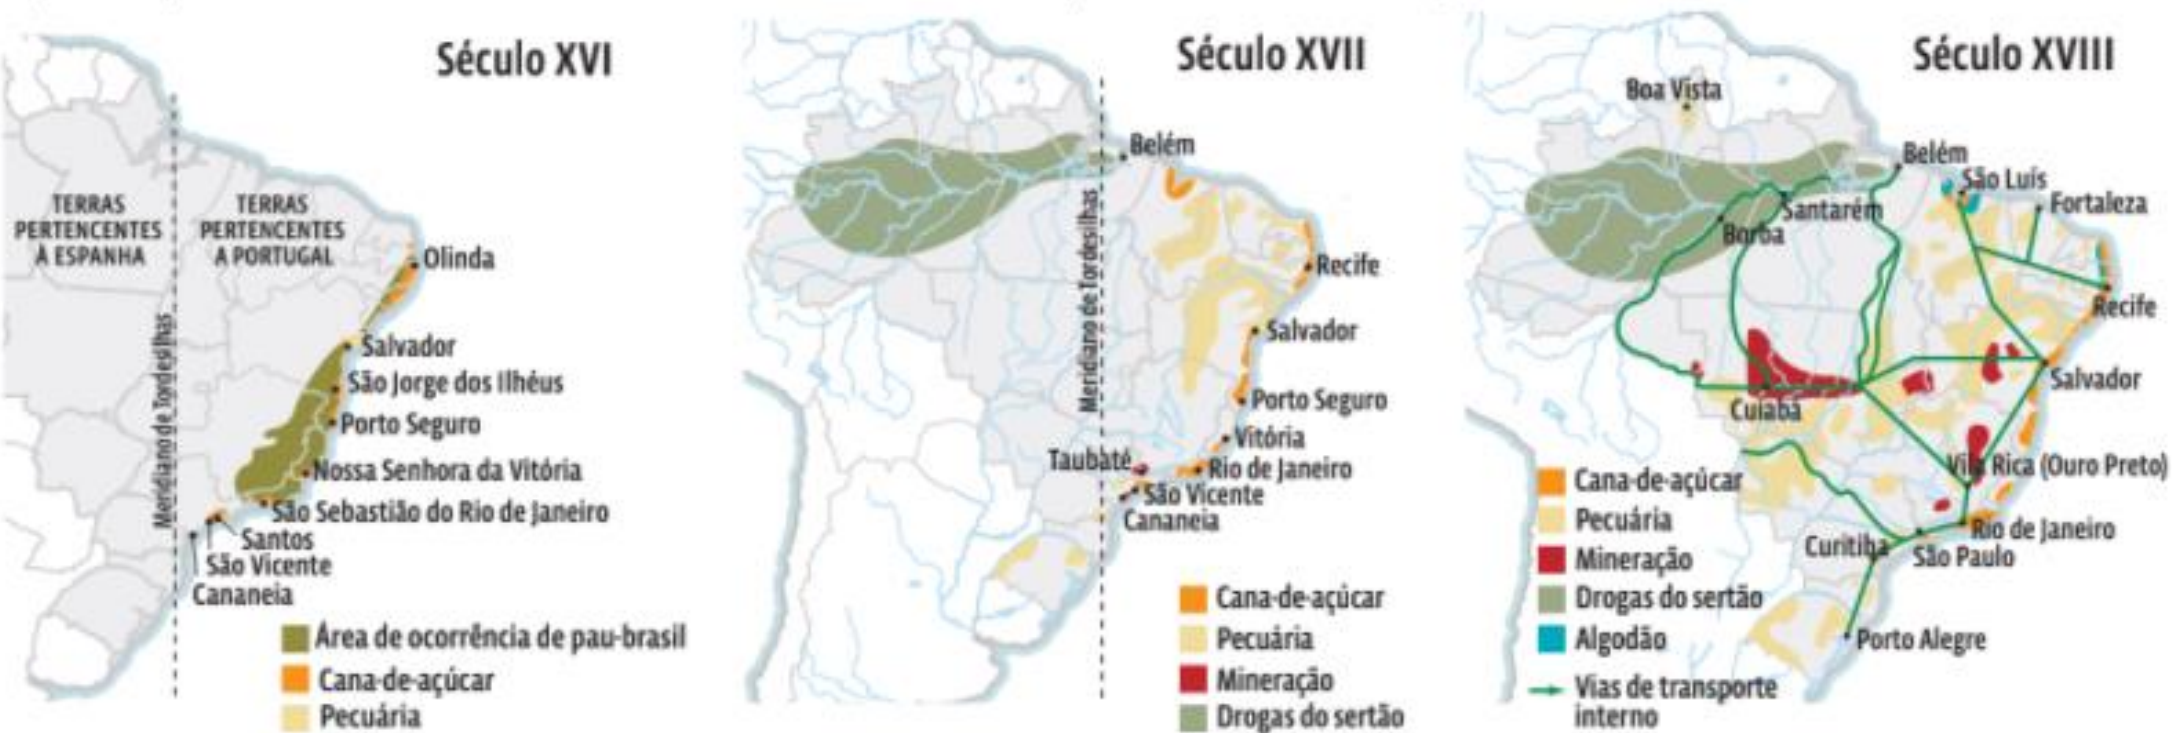 Século XVI
TERRAS
PERTENCENTES
À ESPANHA
TERRAS
PERTENCENTES
A PORTUGAL
Meridiano de Tordesilhas
Olinda
Salvador
São Jorge dos Ilhéus
Porto Seguro
Nossa Senhora da Vitória
São Sebastião do Rio de Janeiro
Santos
São Vicente
Cananeia
Área de ocorrência de pau-brasil
Cana-de-açúcar
Pecuária
Século XVII
Belém
Meridiano de Tordesilhas
Recife
Salvador
Porto Seguro
Vitória
Taubaté
Rio de Janeiro
São Vicente
Cananeia
Cana-de-açúcar
Pecuária
Mineração
Drogas do sertão
Século XVIII
Boa Vista
Belém
São Luís
Santarém
Fortaleza
Borba
Recife
Salvador
Cuiabá
Vila Rica (Ouro Preto)
Rio de Janeiro
Curitiba
São Paulo
Porto Alegre
Cana-de-açúcar
Pecuária
Mineração
Drogas do sertão
Algodão
Vias de transporte
interno